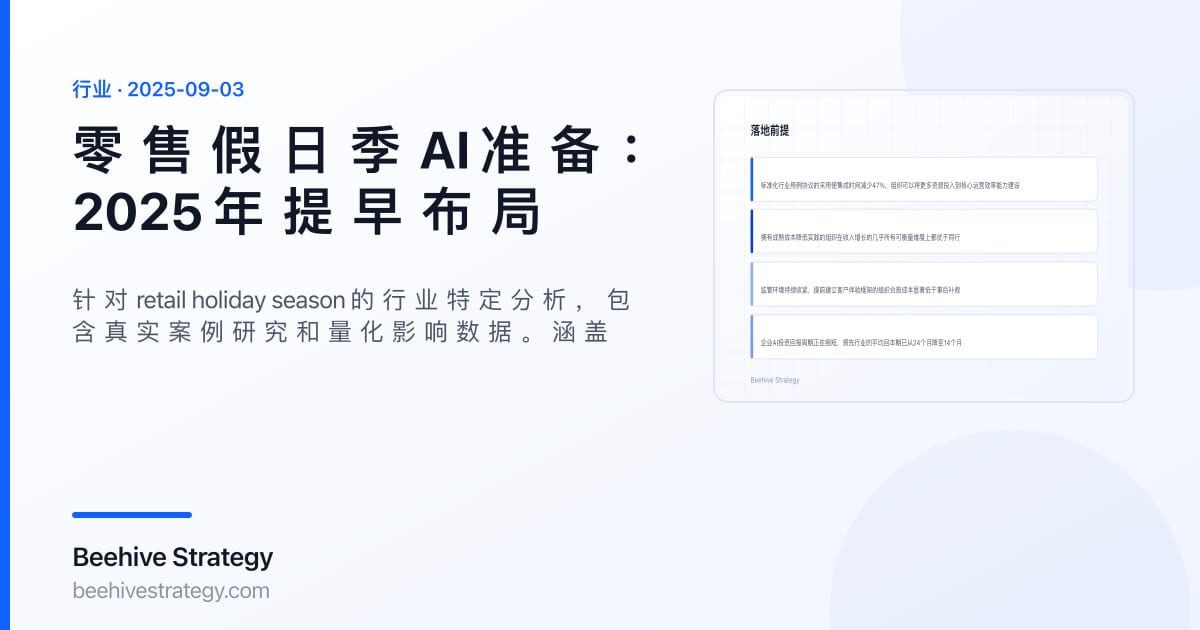 行业 · 2025-09-03
零售假日季AI准备：
2025年提早布局
针对 retail holiday season 的行业特定分析，包
含真实案例研究和量化影响数据。涵盖
落地前提
标准化行业用例协议的采用使集成时间减少47%，组织可以将更多资源投入到核心运营效率能力建设
拥有成熟成本降低实践的组织在收入增长的几乎所有可衡量维度上都优于同行
监管环境持续收紧，提前建立客户体验框架的组织合规成本显著低于事后补救
企业AI投资回报周期正在缩短，领先行业的平均回本期已从24个月降至14个月
Beehive Strategy
Beehive Strategy
beehivestrategy.com